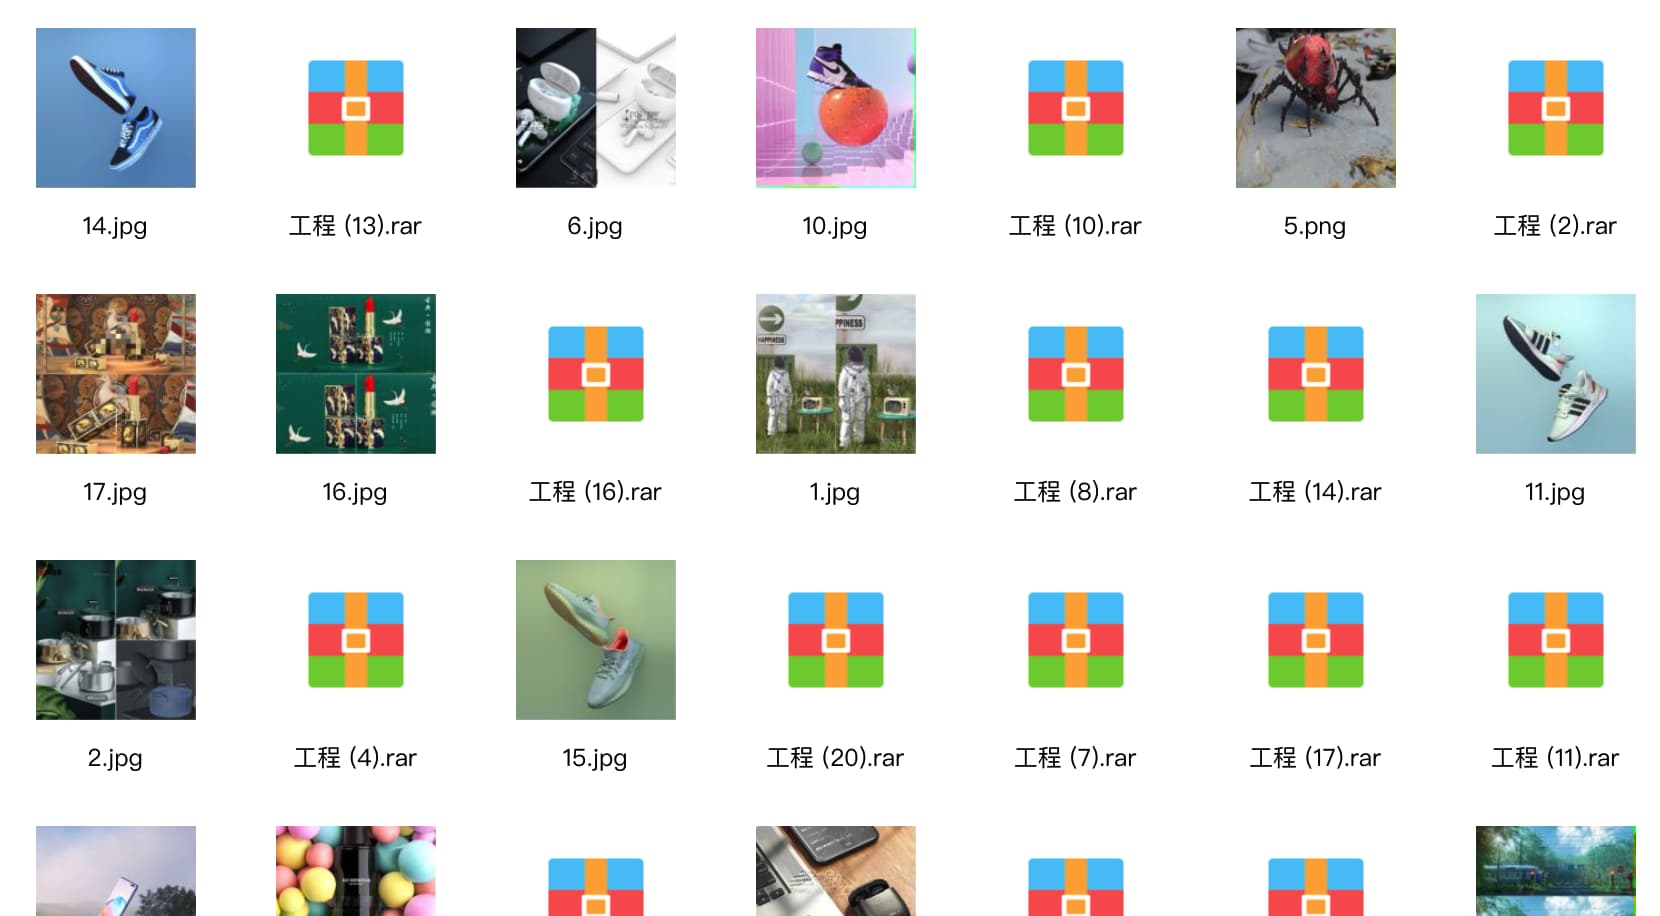 14.jpg
工程 (13).rar
6.jpg
10.jpg
工程 (10).rar
5.png
工程 (2).rar
HAPPINESS
PPINESS
17.jpg
16.jpg
工程 (16).rar
1.jpg
工程 (8).rar
工程 (14).rar
11.jpg
2.jpg
工程 (4).rar
15.jpg
工程 (20).rar
工程 (7).rar
工程 (17).rar
工程 (11).rar